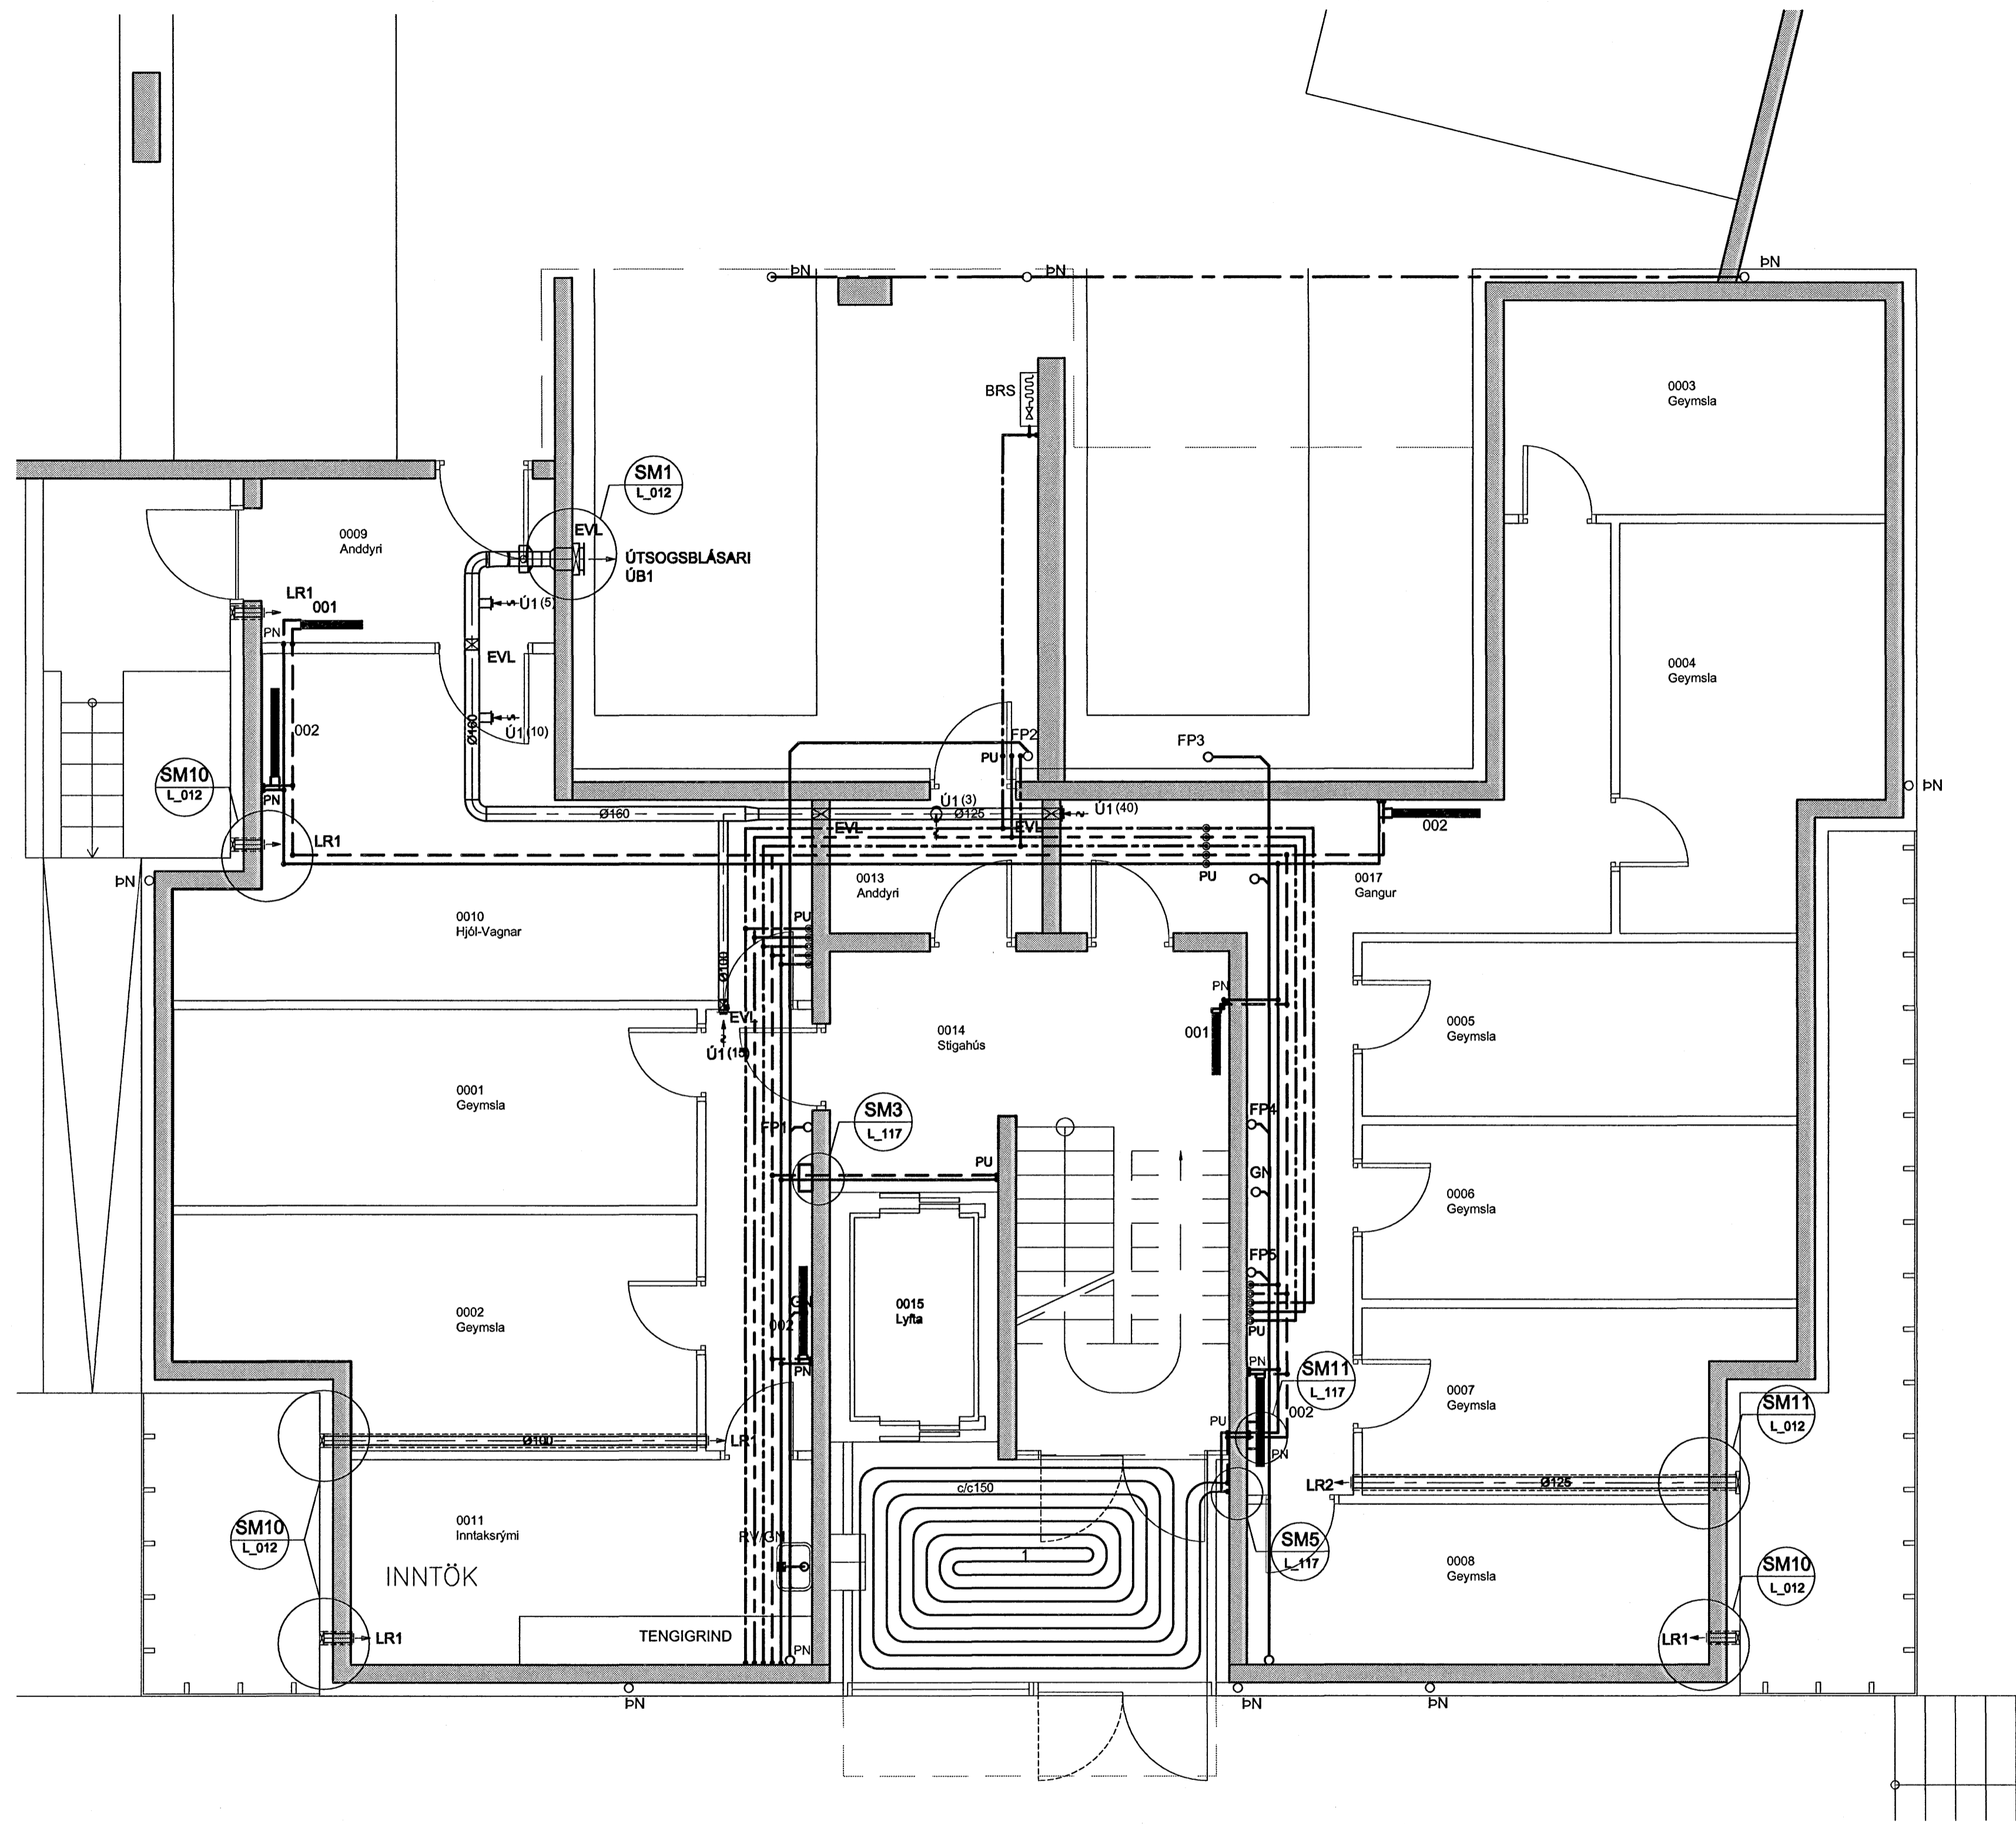 ÞN
ÞN
ÞN
BRS
0003
Geymsla
SM1
L_012
EVL
ÚTSOGSBLÁSARI
ÚB1
0009
Anddyri
LR1
001
PN
Ú1 (5)
EVL
Ø160
Ú1 (10)
002
0004
Geymsla
SM10
L_012
PN
FP2
PU
FP3
ÞN
Ø160
Ú1 (3)
Ø125
Ú1 (40)
EVL
EVL
002
LR1
PU
ÞN
0013
Anddyri
0017
Gangur
0010
Hjól-Vagnar
PU
Ø100
EVL
Ú1
PN
001
0014
Stigahús
0005
Geymsla
0001
Geymsla
FP1
SM3
L_117
FP4
PU
GN
0006
Geymsla
FP5
0002
Geymsla
GN
002
PN
0015
Lyfta
PU
PN
SM11
L_117
002
PU
PN
0007
Geymsla
SM11
L_012
Ø100
LR1
LR2
Ø125
c/c150
SM10
L_012
0011
Inntaksrými
RV/GN
INNTÖK
1
SM5
L_117
0008
Geymsla
SM10
L_012
LR1
TENGIGRIND
PN
LR1
ÞN
ÞN
ÞN